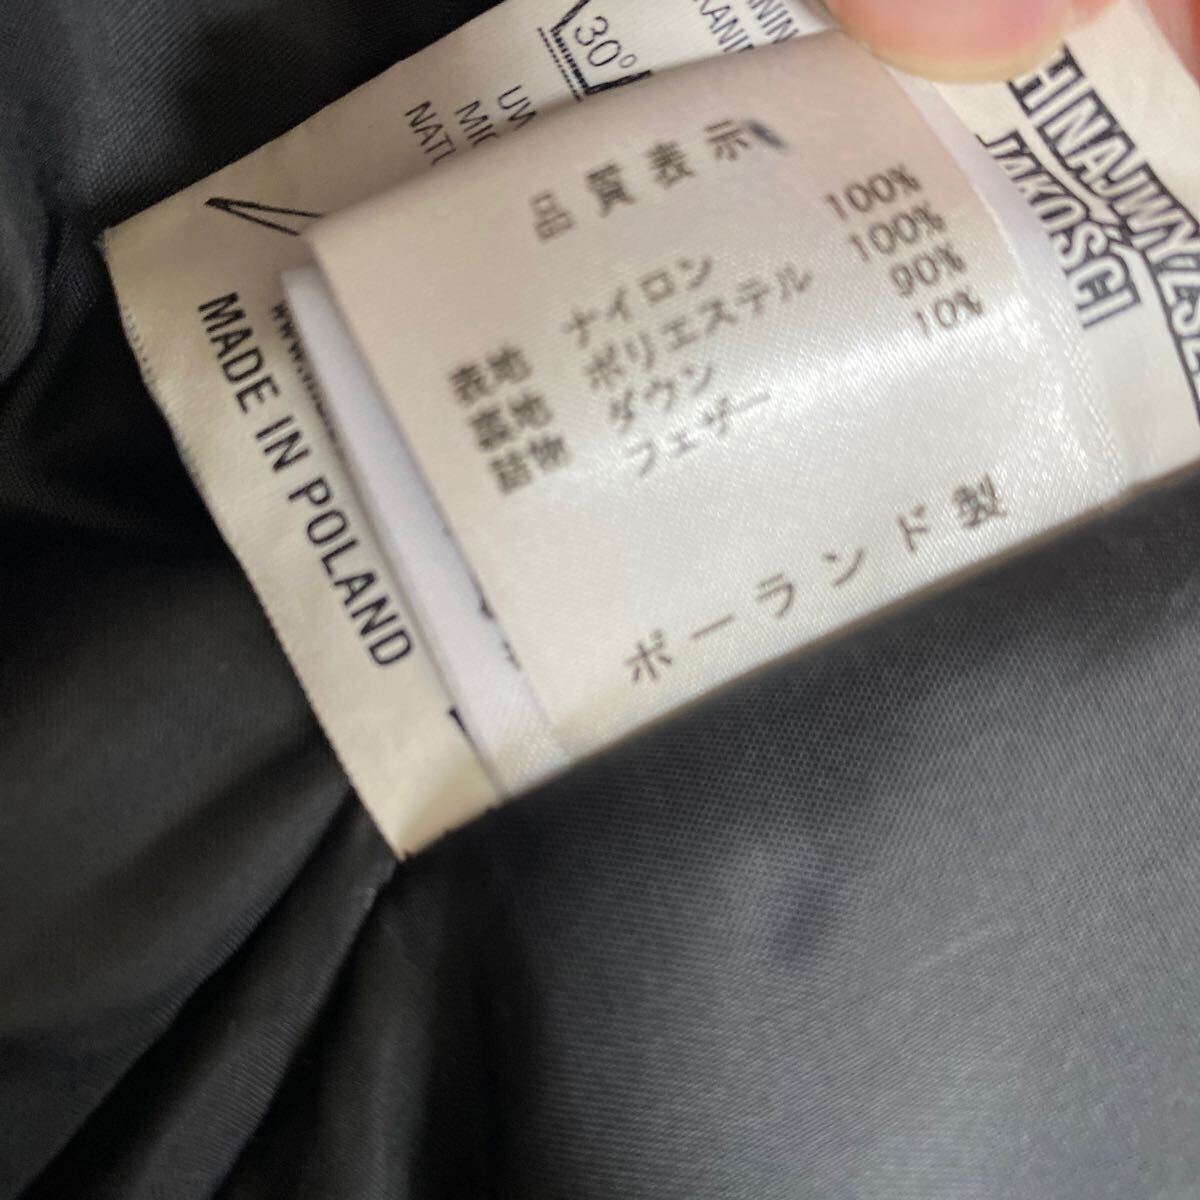 品質表示
表地 ナイロン 100%
裏地 ポリエステル 100%
詰物 ダウン 90%
フェザー 10%
ポーランド製
MADE IN POLAND
30°
NAJWYŻSZ
JAKOŚCI